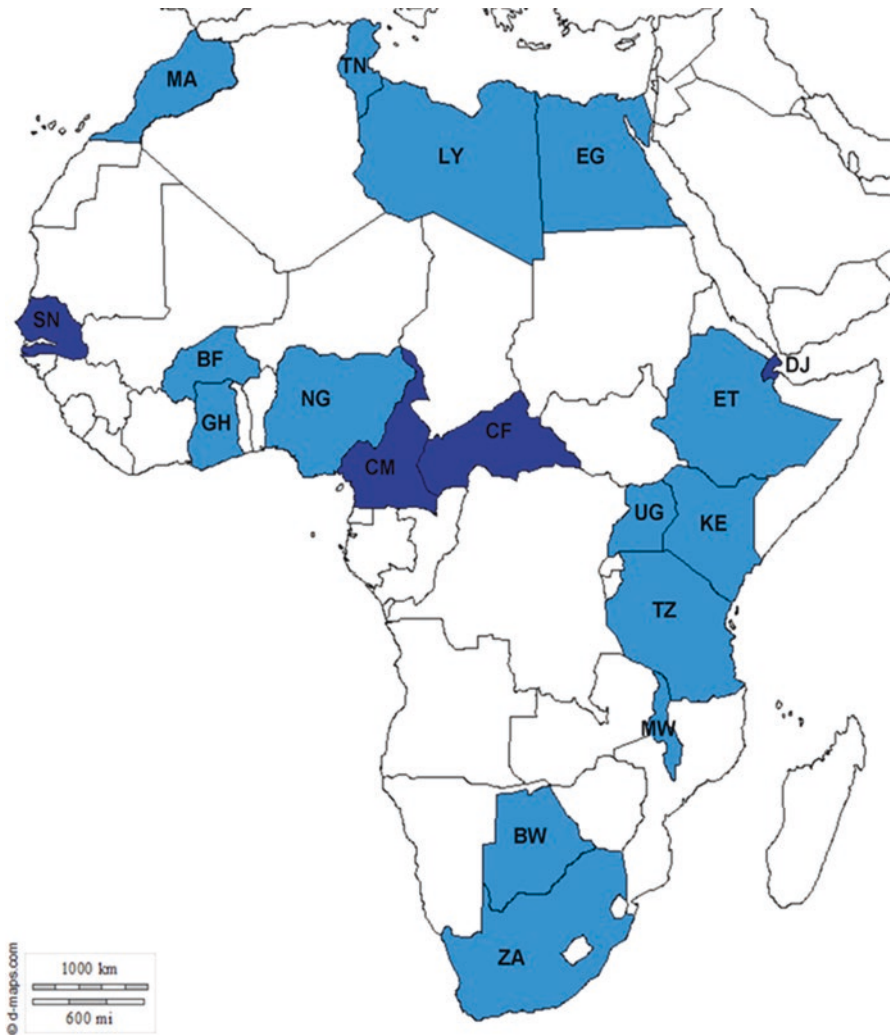 MA
TN
LY
EG
SN
BF
NG
DJ
ET
GH
CF
CM
UG
KE
TZ
MW
BW
ZA
1000 km
600 mi
© d-maps.com